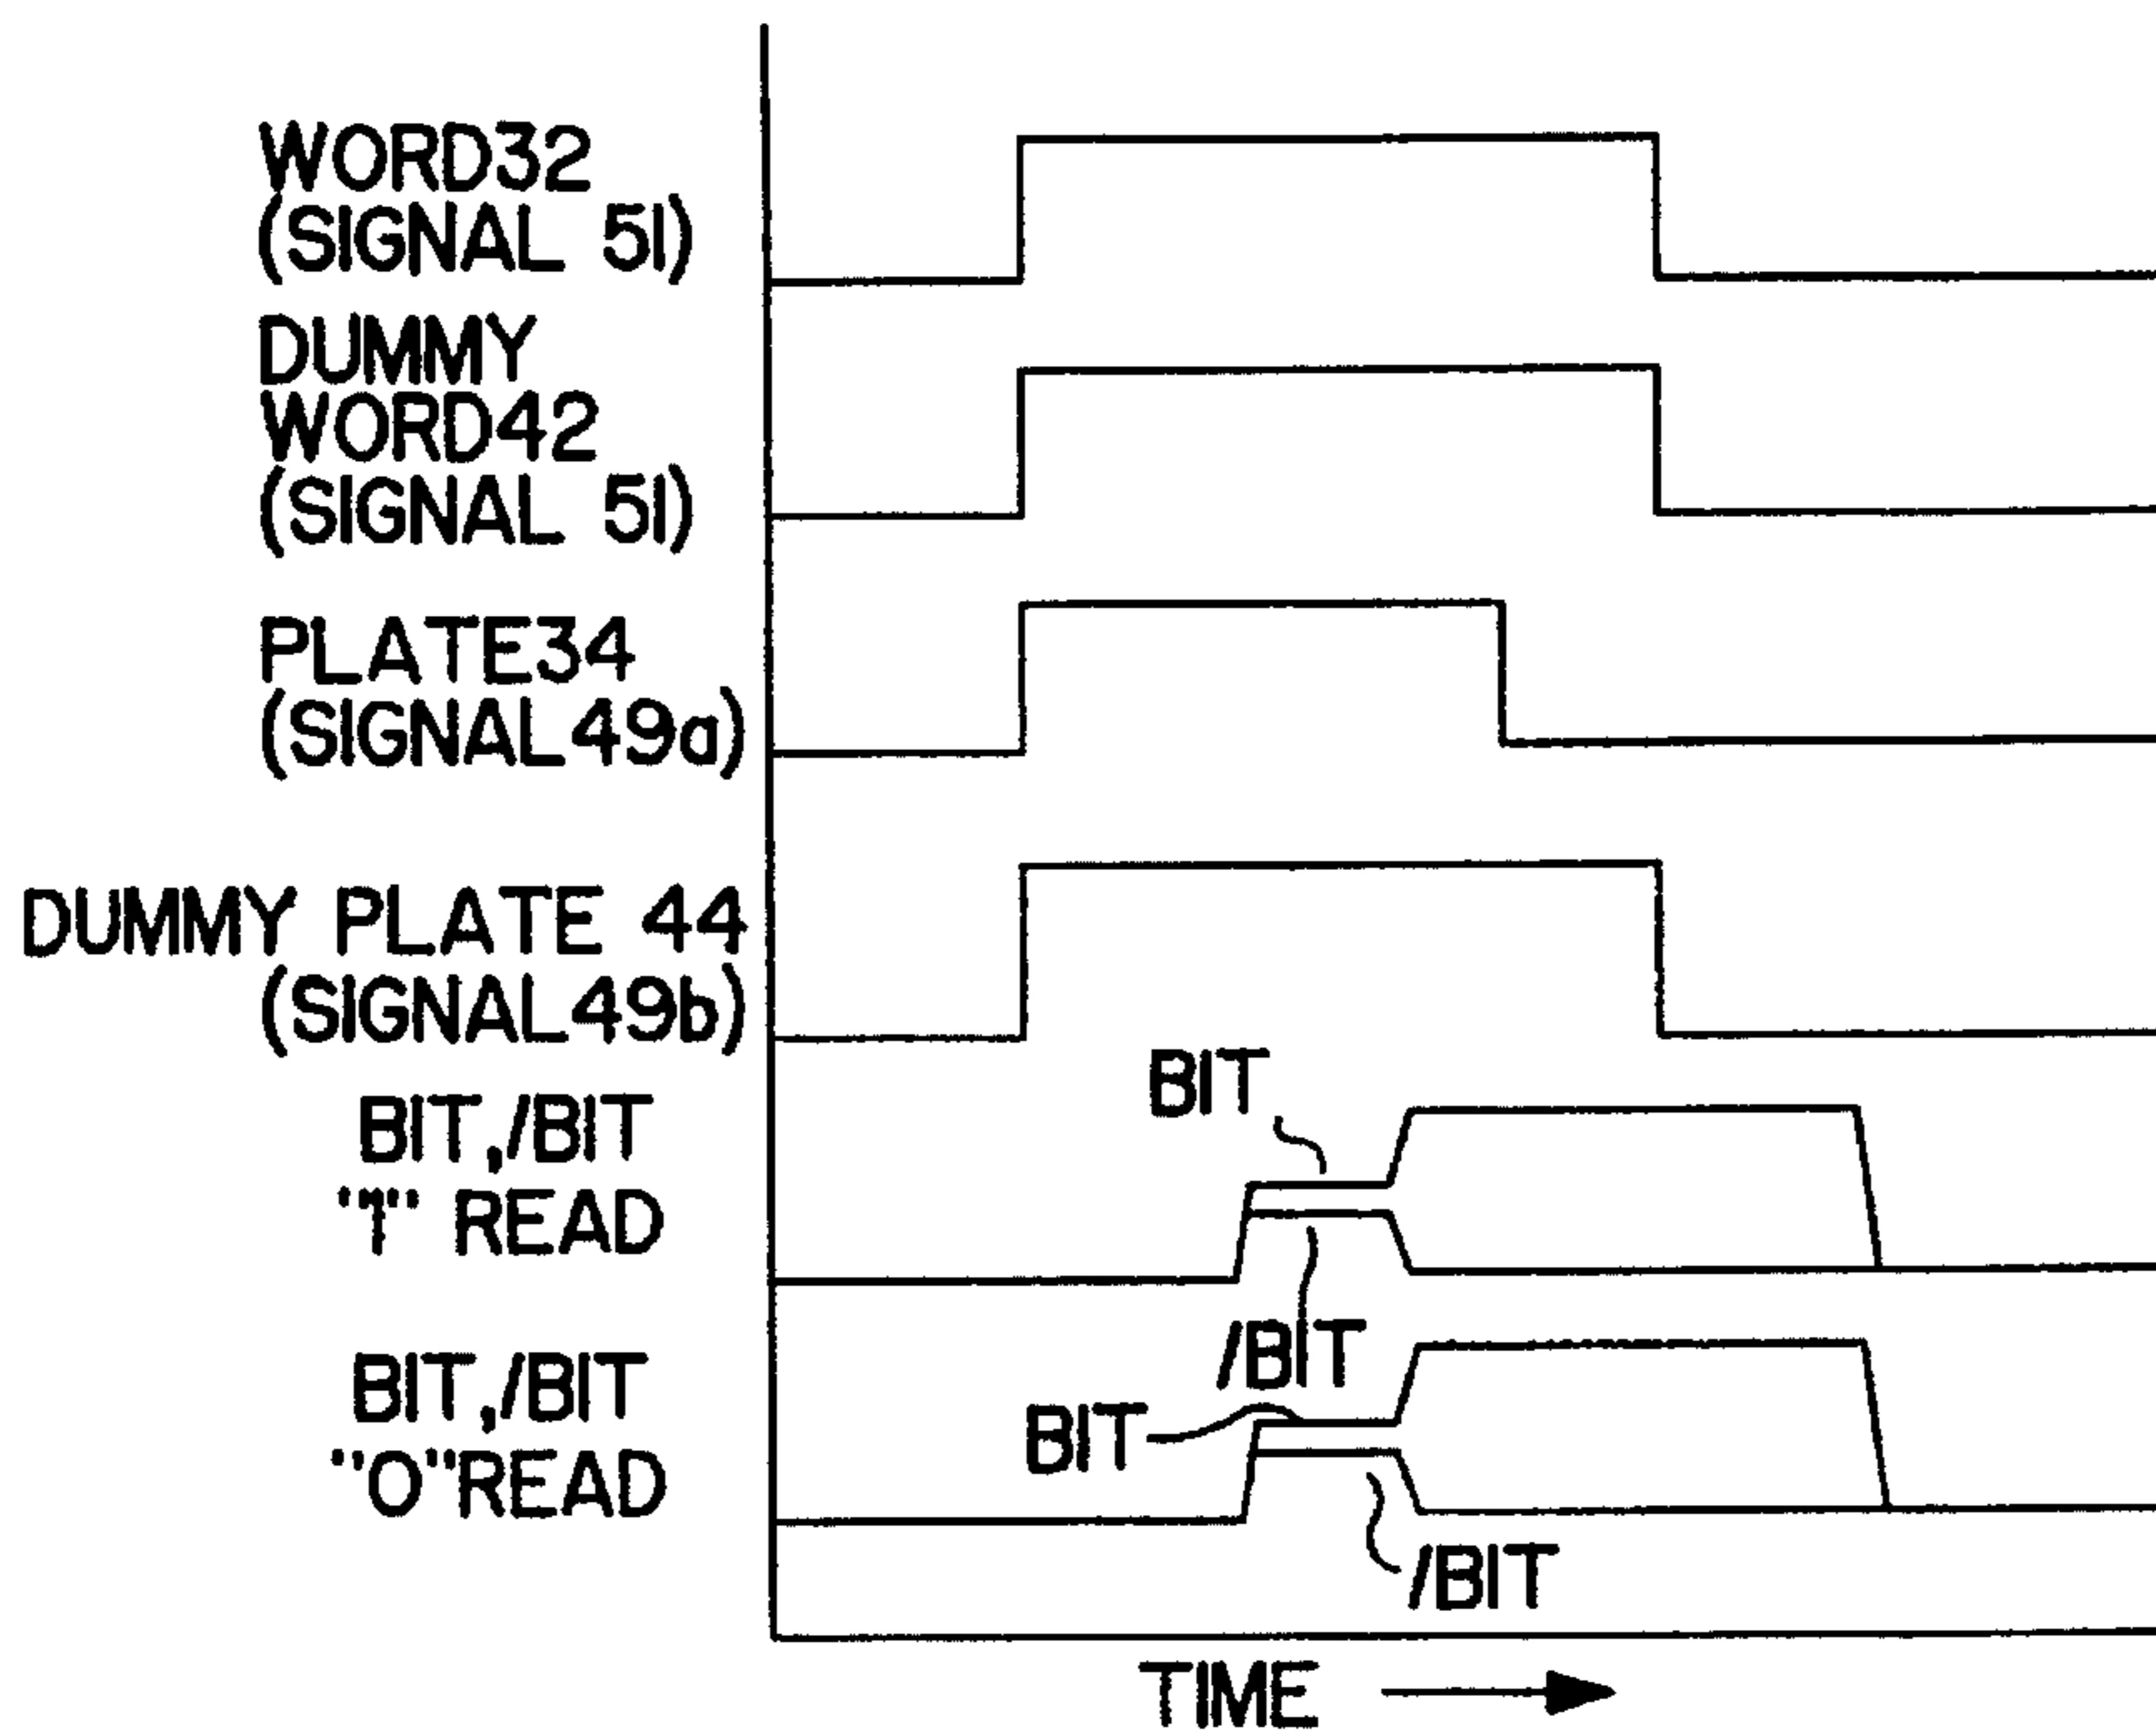 WORD32
(SIGNAL 51)
DUMMY
WORD42
(SIGNAL 51)
PLATE34
(SIGNAL49a)
DUMMY PLATE 44
(SIGNAL49b)
BIT,/BIT
"1" READ
BIT
/BIT
BIT,/BIT
"0"READ
BIT
/BIT
TIME